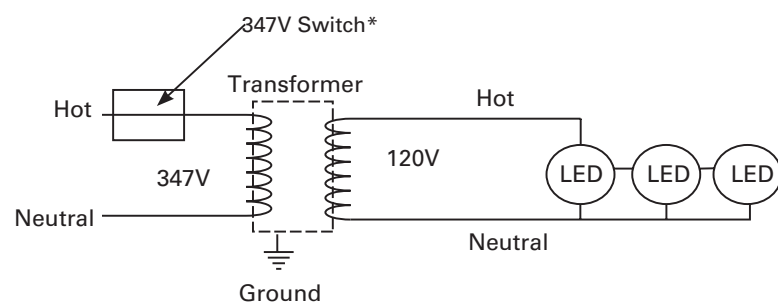 347V Switch*
Transformer
Hot
Hot
347V
120V
LED
LED
LED
Neutral
Neutral
Ground